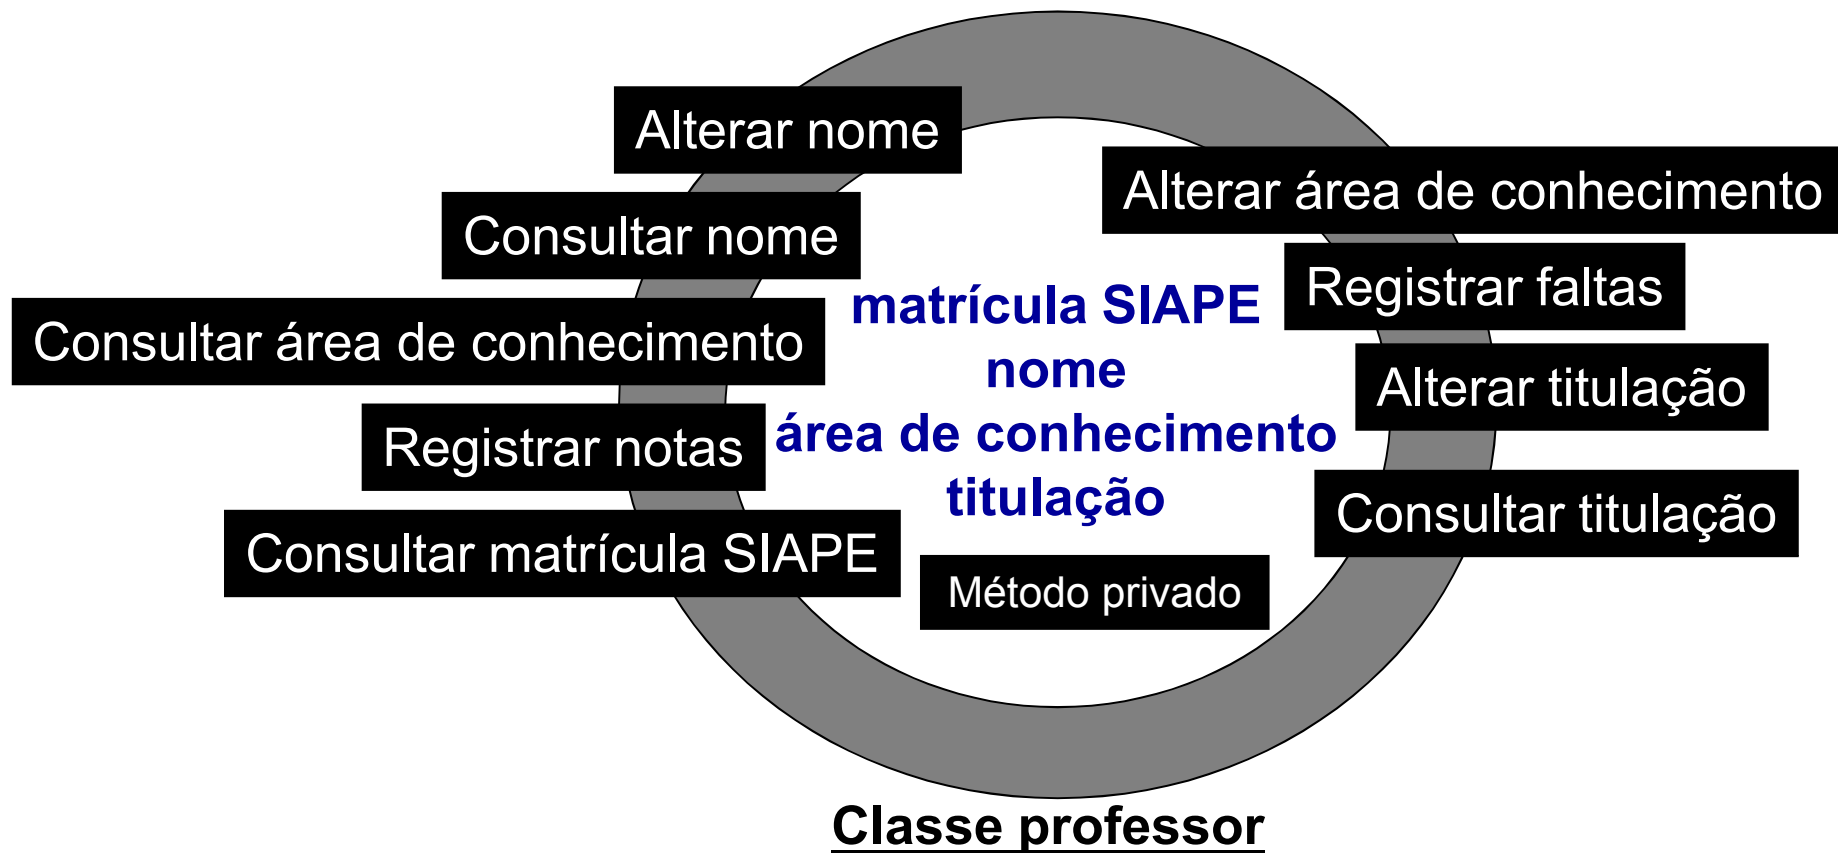 Alterar nome
Consultar nome
Consultar área de conhecimento
Registrar notas
Consultar matrícula SIAPE
matrícula SIAPE
nome
área de conhecimento
titulação
Método privado
Alterar área de conhecimento
Registrar faltas
Alterar titulação
Consultar titulação
Classe professor